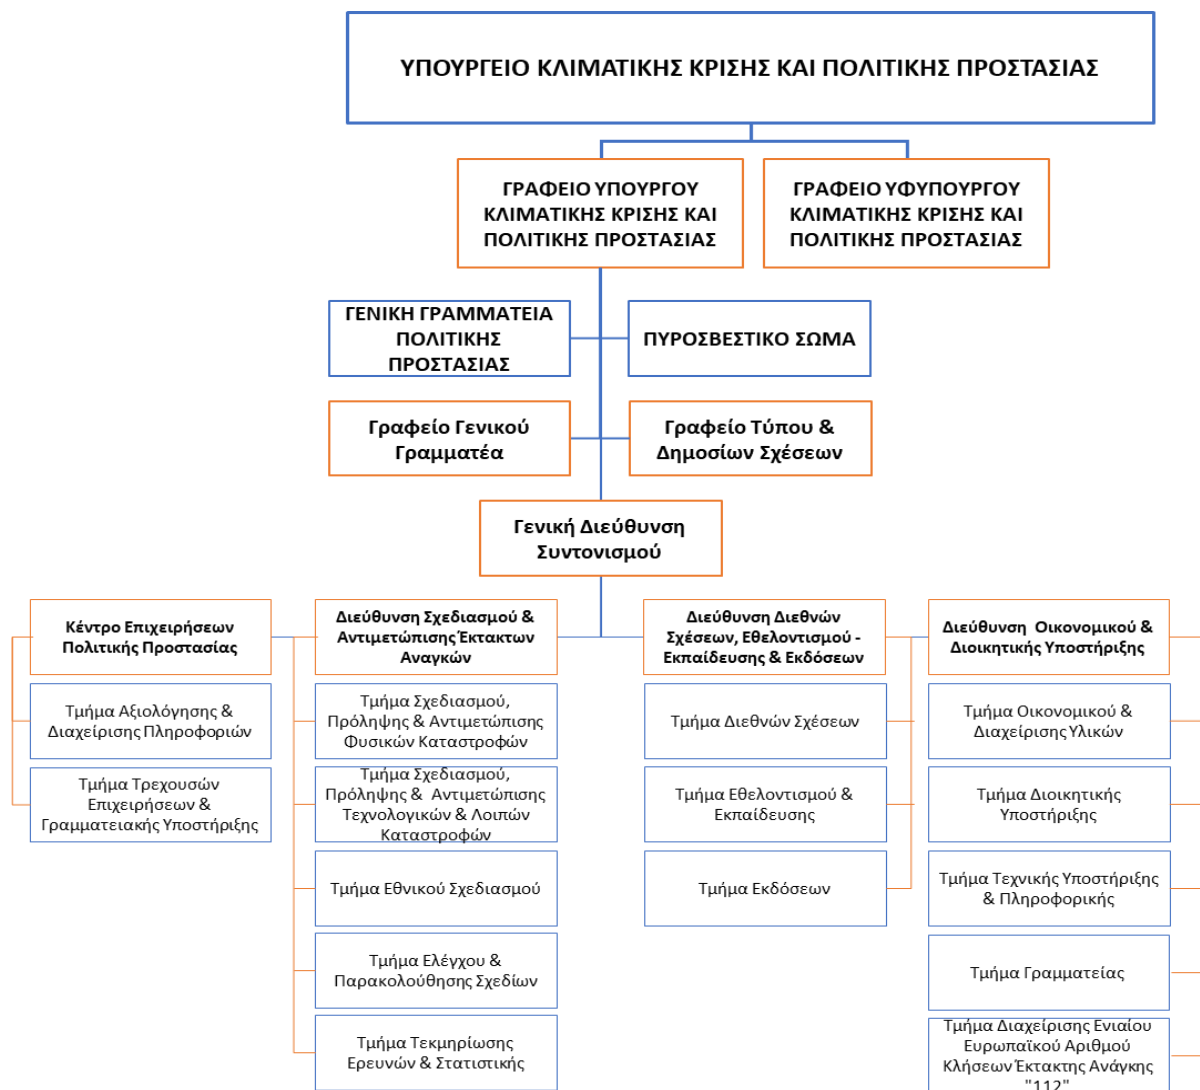 ΥΠΟΥΡΓΕΙΟ ΚΛΙΜΑΤΙΚΗΣ ΚΡΙΣΗΣ ΚΑΙ ΠΟΛΙΤΙΚΗΣ ΠΡΟΣΤΑΣΙΑΣ
ΓΡΑΦΕΙΟ ΥΠΟΥΡΓΟΥ
ΚΛΙΜΑΤΙΚΗΣ ΚΡΙΣΗΣ ΚΑΙ
ΠΟΛΙΤΙΚΗΣ ΠΡΟΣΤΑΣΙΑΣ
ΓΡΑΦΕΙΟ ΥΦΥΠΟΥΡΓΟΥ
ΚΛΙΜΑΤΙΚΗΣ ΚΡΙΣΗΣ ΚΑΙ
ΠΟΛΙΤΙΚΗΣ ΠΡΟΣΤΑΣΙΑΣ
ΓΕΝΙΚΗ ΓΡΑΜΜΑΤΕΙΑ
ΠΟΛΙΤΙΚΗΣ
ΠΡΟΣΤΑΣΙΑΣ
ΠΥΡΟΣΒΕΣΤΙΚΟ ΣΩΜΑ
Γραφείο Γενικού
Γραμματέα
Γραφείο Τύπου &
Δημοσίων Σχέσεων
Γενική Διεύθυνση
Συντονισμού
Κέντρο Επιχειρήσεων
Πολιτικής Προστασίας
Τμήμα Αξιολόγησης &
Διαχείρισης Πληροφοριών
Τμήμα Τρεχουσών
Επιχειρήσεων &
Γραμματειακής Υποστήριξης
Διεύθυνση Σχεδιασμού &
Αντιμετώπισης Έκτακτων
Αναγκών
Τμήμα Σχεδιασμού,
Πρόληψης & Αντιμετώπισης
Φυσικών Καταστροφών
Τμήμα Σχεδιασμού,
Πρόληψης & Αντιμετώπισης
Τεχνολογικών & Λοιπών
Καταστροφών
Τμήμα Εθνικού Σχεδιασμού
Τμήμα Ελέγχου &
Παρακολούθησης Σχεδίων
Τμήμα Τεκμηρίωσης
Ερευνών & Στατιστικής
Διεύθυνση Διεθνών
Σχέσεων, Εθελοντισμού -
Εκπαίδευσης & Εκδόσεων
Τμήμα Διεθνών Σχέσεων
Τμήμα Εθελοντισμού &
Εκπαίδευσης
Τμήμα Εκδόσεων
Διεύθυνση Οικονομικού &
Διοικητικής Υποστήριξης
Τμήμα Οικονομικού &
Διαχείρισης Υλικών
Τμήμα Διοικητικής
Υποστήριξης
Τμήμα Τεχνικής Υποστήριξης
& Πληροφορικής
Τμήμα Γραμματείας
Τμήμα Διαχείρισης Ενιαίου
Ευρωπαϊκού Αριθμού
Κλήσεων Έκτακτης Ανάγκης
"112"